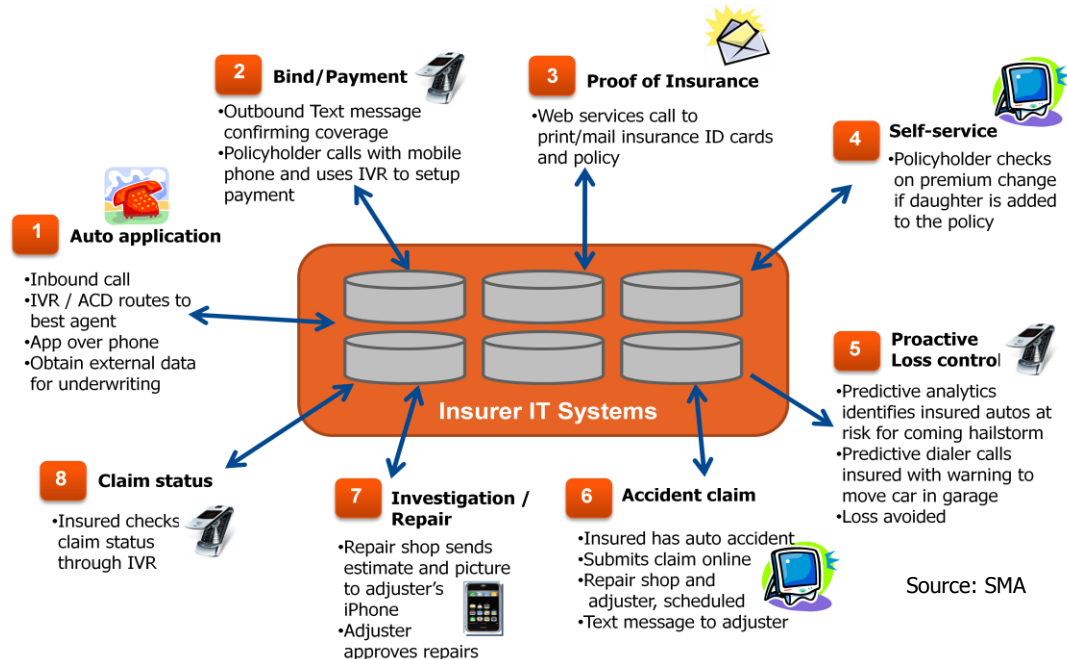 1
Auto application
•Inbound call
•IVR / ACD routes to
best agent
•App over phone
•Obtain external data
for underwriting
2
Bind/Payment
•Outbound Text message
confirming coverage
•Policyholder calls with mobile
phone and uses IVR to setup
payment
3
Proof of Insurance
•Web services call to
print/mail insurance ID cards
and policy
4
Self-service
•Policyholder checks
on premium change
if daughter is added
to the policy
5
Proactive
Loss control
•Predictive analytics
identifies insured autos at
risk for coming hailstorm
•Predictive dialer calls
insured with warning to
move car in garage
•Loss avoided
Insurer IT Systems
6
Accident claim
•Insured has auto accident
•Submits claim online
•Repair shop and
adjuster, scheduled
•Text message to adjuster
7
Investigation /
Repair
•Repair shop sends
estimate and picture
to adjuster's
iPhone
•Adjuster
approves repairs
8
Claim status
•Insured checks
claim status
through IVR
Source: SMA